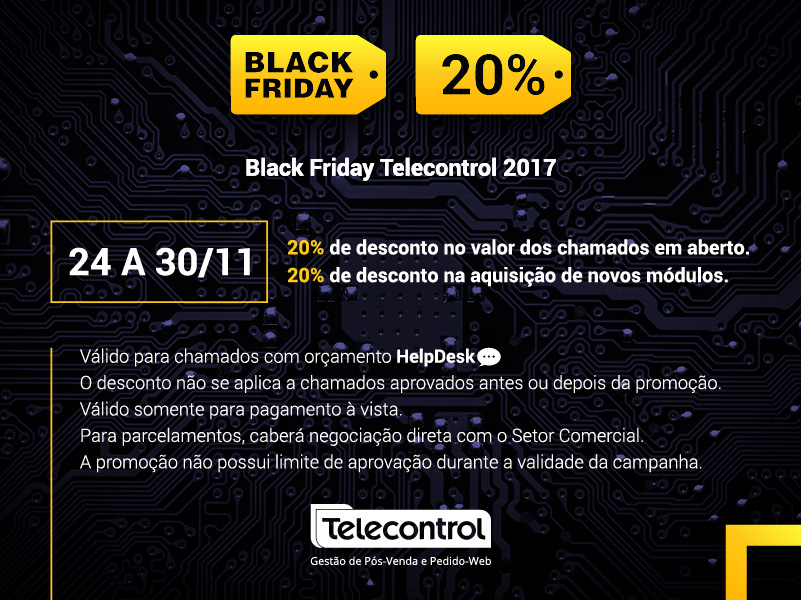 BLACK
FRIDAY
20%
Black Friday Telecontrol 2017
24 A 30/11
20% de desconto no valor dos chamados em aberto.
20% de desconto na aquisição de novos módulos.
Válido para chamados com orçamento HelpDesk
O desconto não se aplica a chamados aprovados antes ou depois da promoção.
Válido somente para pagamento à vista.
Para parcelamentos, caberá negociação direta com o Setor Comercial.
A promoção não possui limite de aprovação durante a validade da campanha.
Telecontrol
Gestão de Pós-Venda e Pedido-Web